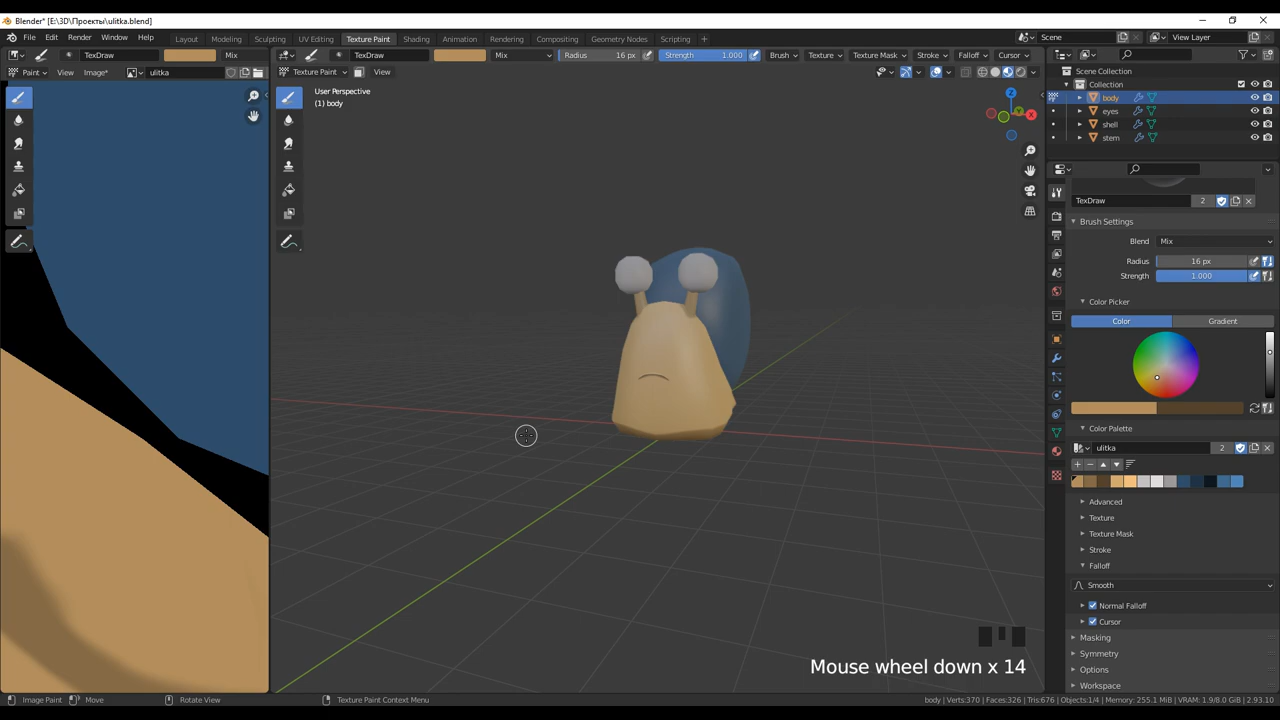 Blender* [E:\3D\Проекты\ulitka.blend]
File Edit Render Window Help Layout Modeling Sculpting UV Editing Texture Paint Shading Animation Rendering Compositing Geometry Nodes Scripting + Scene View Layer
TexDraw Mix TexDraw Mix Radius 16 px Strength 1.000 Brush Texture Texture Mask Stroke Falloff Cursor
Paint View Image* ulitka Texture Paint View
User Perspective
(1) body
Z
X
Y
Scene Collection
Collection
body
eyes
shell
stem
TexDraw 2
Brush Settings
Blend Mix
Radius 16 px
Strength 1.000
Color Picker
Color Gradient
Color Palette
ulitka 2
Advanced
Texture
Texture Mask
Stroke
Falloff
Smooth
Normal Falloff
Cursor
Masking
Symmetry
Options
Workspace
Mouse wheel down x 14
Image Paint Move Rotate View Texture Paint Context Menu body | Verts:370 | Faces:326 | Tris:676 | Objects:1/4 | Memory: 255.1 MiB | VRAM: 1.9/8.0 GiB | 2.93.10